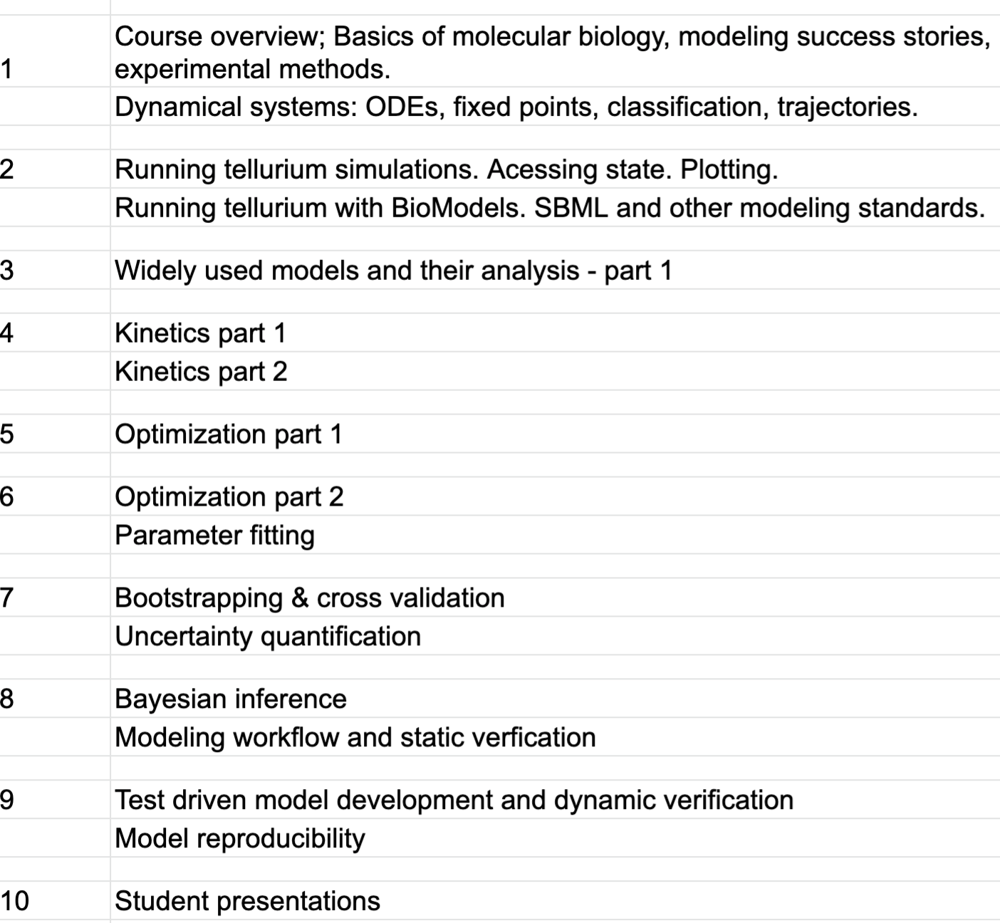 Course overview; Basics of molecular biology, modeling success stories,
1 experimental methods.
Dynamical systems: ODEs, fixed points, classification, trajectories.
2 Running tellurium simulations. Acessing state. Plotting.
Running tellurium with BioModels. SBML and other modeling standards.
3 Widely used models and their analysis - part 1
4 Kinetics part 1
Kinetics part 2
5 Optimization part 1
6 Optimization part 2
Parameter fitting
7 Bootstrapping & cross validation
Uncertainty quantification
8 Bayesian inference
Modeling workflow and static verfication
9 Test driven model development and dynamic verification
Model reproducibility
10 Student presentations